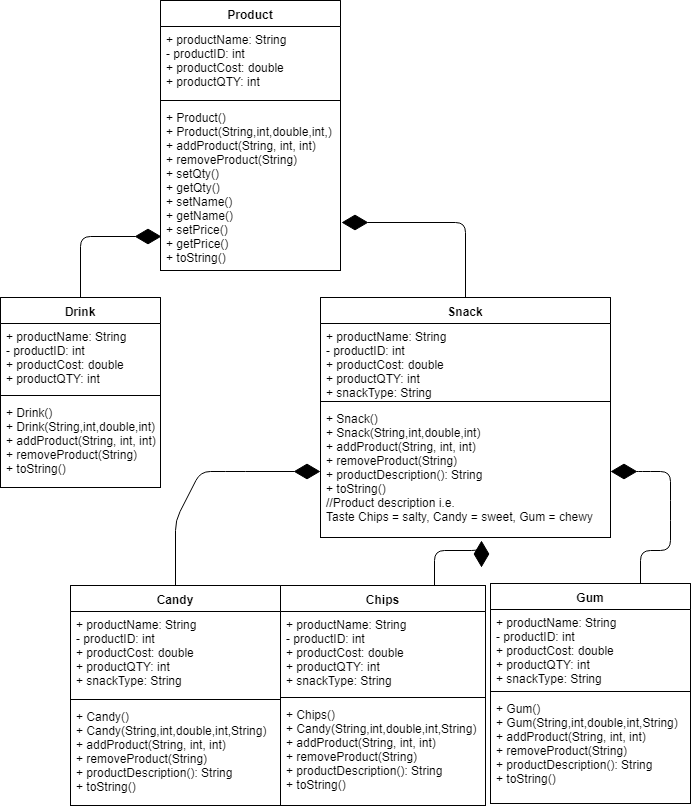 Product
+ productName: String
- productID: int
+ productCost: double
+ productQTY: int
+ Product()
+ Product(String,int,double,int,)
+ addProduct(String, int, int)
+ removeProduct(String)
+ setQty()
+ getQty()
+ setName()
+ getName()
+ setPrice()
+ getPrice()
+ toString()
Drink
+ productName: String
- productID: int
+ productCost: double
+ productQTY: int
+ Drink()
+ Drink(String,int,double,int)
+ addProduct(String, int, int)
+ removeProduct(String)
+ toString()
Snack
+ productName: String
- productID: int
+ productCost: double
+ productQTY: int
+ snackType: String
+ Snack()
+ Snack(String,int,double,int)
+ addProduct(String, int, int)
+ removeProduct(String)
+ productDescription(): String
+ toString()
//Product description i.e.
Taste Chips = salty, Candy = sweet, Gum = chewy
Candy
+ productName: String
- productID: int
+ productCost: double
+ productQTY: int
+ snackType: String
+ Candy()
+ Candy(String,int,double,int,String)
+ addProduct(String, int, int)
+ removeProduct(String)
+ productDescription(): String
+ toString()
Chips
+ productName: String
- productID: int
+ productCost: double
+ productQTY: int
+ snackType: String
+ Chips()
+ Candy(String,int,double,int,String)
+ addProduct(String, int, int)
+ removeProduct(String)
+ productDescription(): String
+ toString()
Gum
+ productName: String
- productID: int
+ productCost: double
+ productQTY: int
+ snackType: String
+ Gum()
+ Gum(String,int,double,int,String)
+ addProduct(String, int, int)
+ removeProduct(String)
+ productDescription(): String
+ toString()